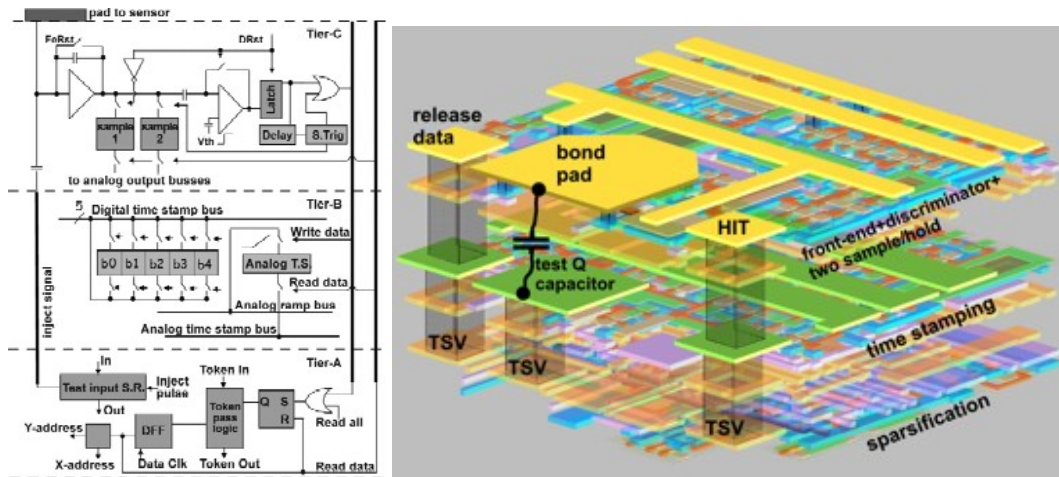 pad to sensor
Tier-C
FeRst
DRst
Latch
sample
1
sample
2
Vth
Delay
S.Trig
to analog output busses
Tier-B
5
Digital time stamp bus
Write data
b0 b1 b2 b3 b4
Analog T.S
Read data
Analog ramp bus
Analog time stamp bus
inject signal
Tier-A
In
Token In
Test input S.R.
Inject
pulse
Out
Token
pass
logic
Q S
R
Read all
Y-address
DFF
X-address
Data Clk
Token Out
Read data
release
data
bond
pad
HIT
front-end+discriminator+
two sample/hold
test Q
capacitor
time stamping
TSV
TSV
TSV
sparsification